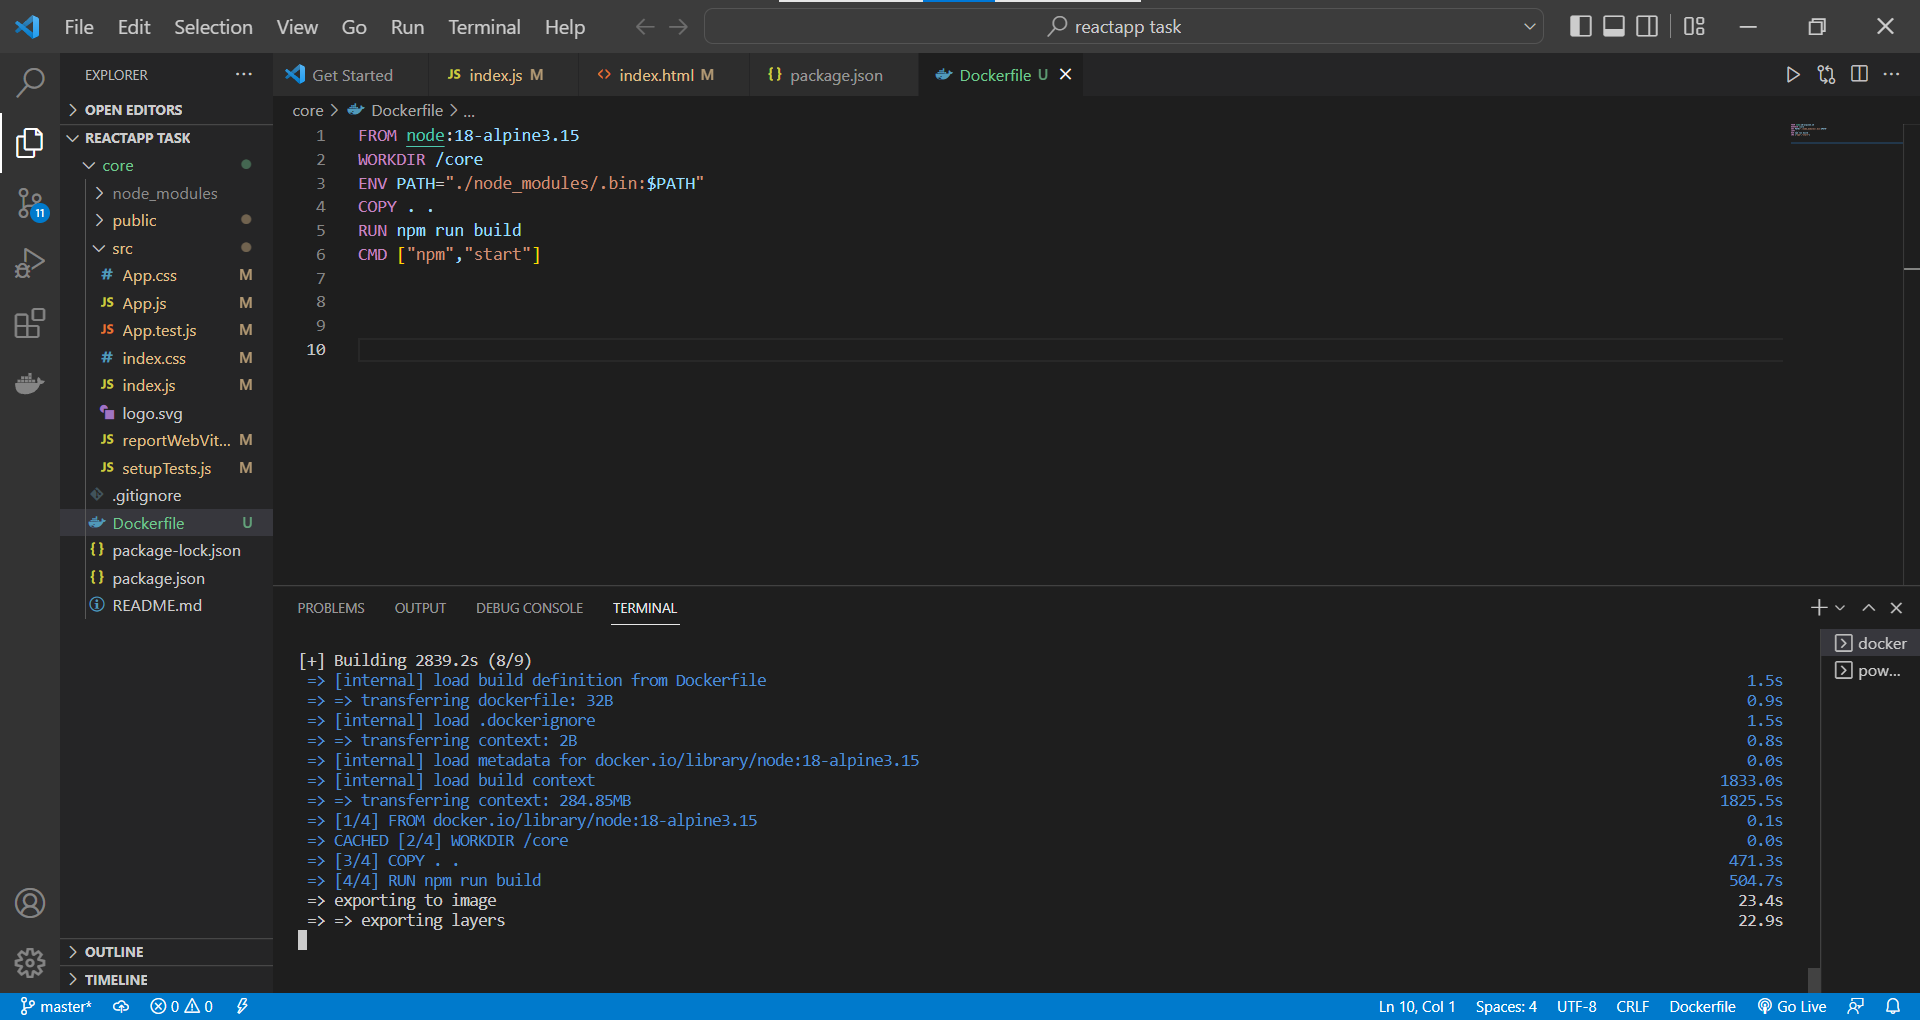 File Edit Selection View Go Run Terminal Help
reactapp task
EXPLORER
OPEN EDITORS
REACTAPP TASK
core
node_modules
public
src
App.css M
App.js M
App.test.js M
index.css M
index.js M
logo.svg
reportWebVit... M
setupTests.js M
.gitignore
Dockerfile U
package-lock.json
package.json
README.md
OUTLINE
TIMELINE
11
Get Started
index.js M
index.html M
package.json
Dockerfile U
core > Dockerfile > ...
1 FROM node:18-alpine3.15
2 WORKDIR /core
3 ENV PATH="./node_modules/.bin:$PATH"
4 COPY . .
5 RUN npm run build
6 CMD ["npm","start"]
7
8
9
10
PROBLEMS OUTPUT DEBUG CONSOLE TERMINAL
[+] Building 2839.2s (8/9)
=> [internal] load build definition from Dockerfile 1.5s
=> => transferring dockerfile: 32B 0.9s
=> [internal] load .dockerignore 1.5s
=> => transferring context: 2B 0.8s
=> [internal] load metadata for docker.io/library/node:18-alpine3.15 0.0s
=> [internal] load build context 1833.0s
=> => transferring context: 284.85MB 1825.5s
=> [1/4] FROM docker.io/library/node:18-alpine3.15 0.1s
=> CACHED [2/4] WORKDIR /core 0.0s
=> [3/4] COPY . . 471.3s
=> [4/4] RUN npm run build 504.7s
=> exporting to image 23.4s
=> => exporting layers 22.9s
docker
pow...
master* 0 0
Ln 10, Col 1 Spaces: 4 UTF-8 CRLF Dockerfile Go Live